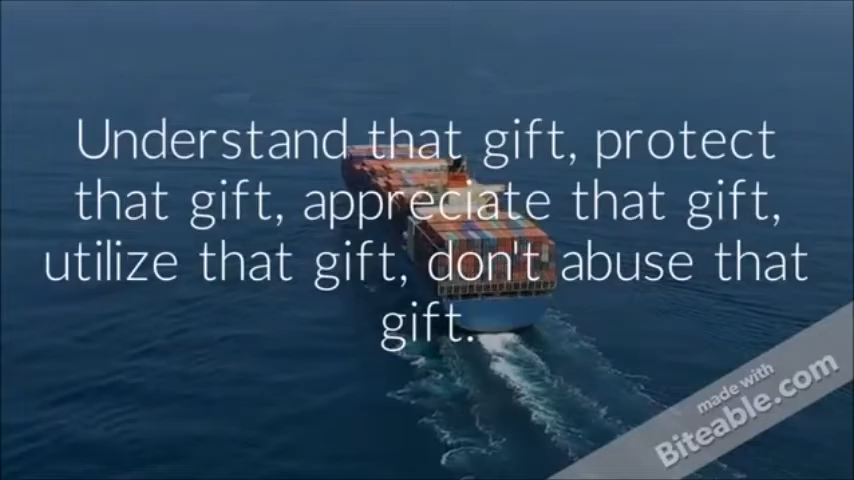 Understand that gift, protect
that gift, appreciate that gift,
utilize that gift, don't abuse that
gift.
made with
Biteable.com